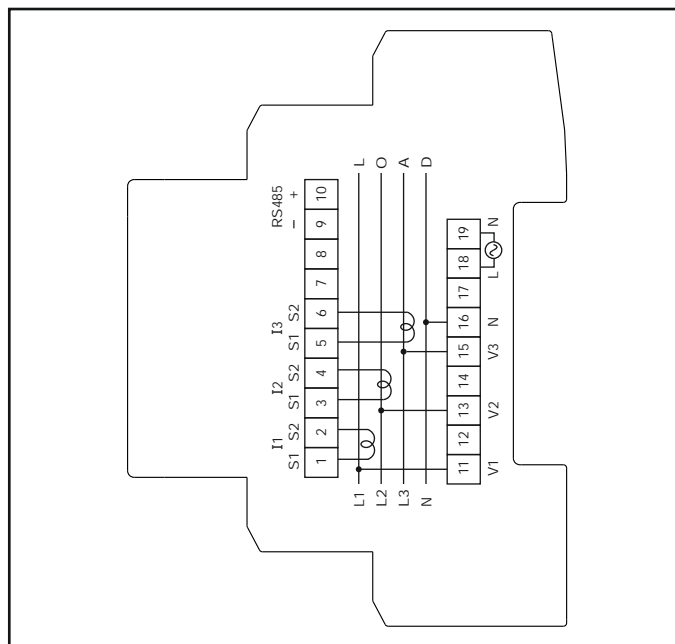 I1 I2 I3 RS485
S1 S2 S1 S2 S1 S2 − +
1 2 3 4 5 6 7 8 9 10
L1 L
L2 O
L3 A
N D
11 12 13 14 15 16 17 18 19
V1 V2 V3 N L N